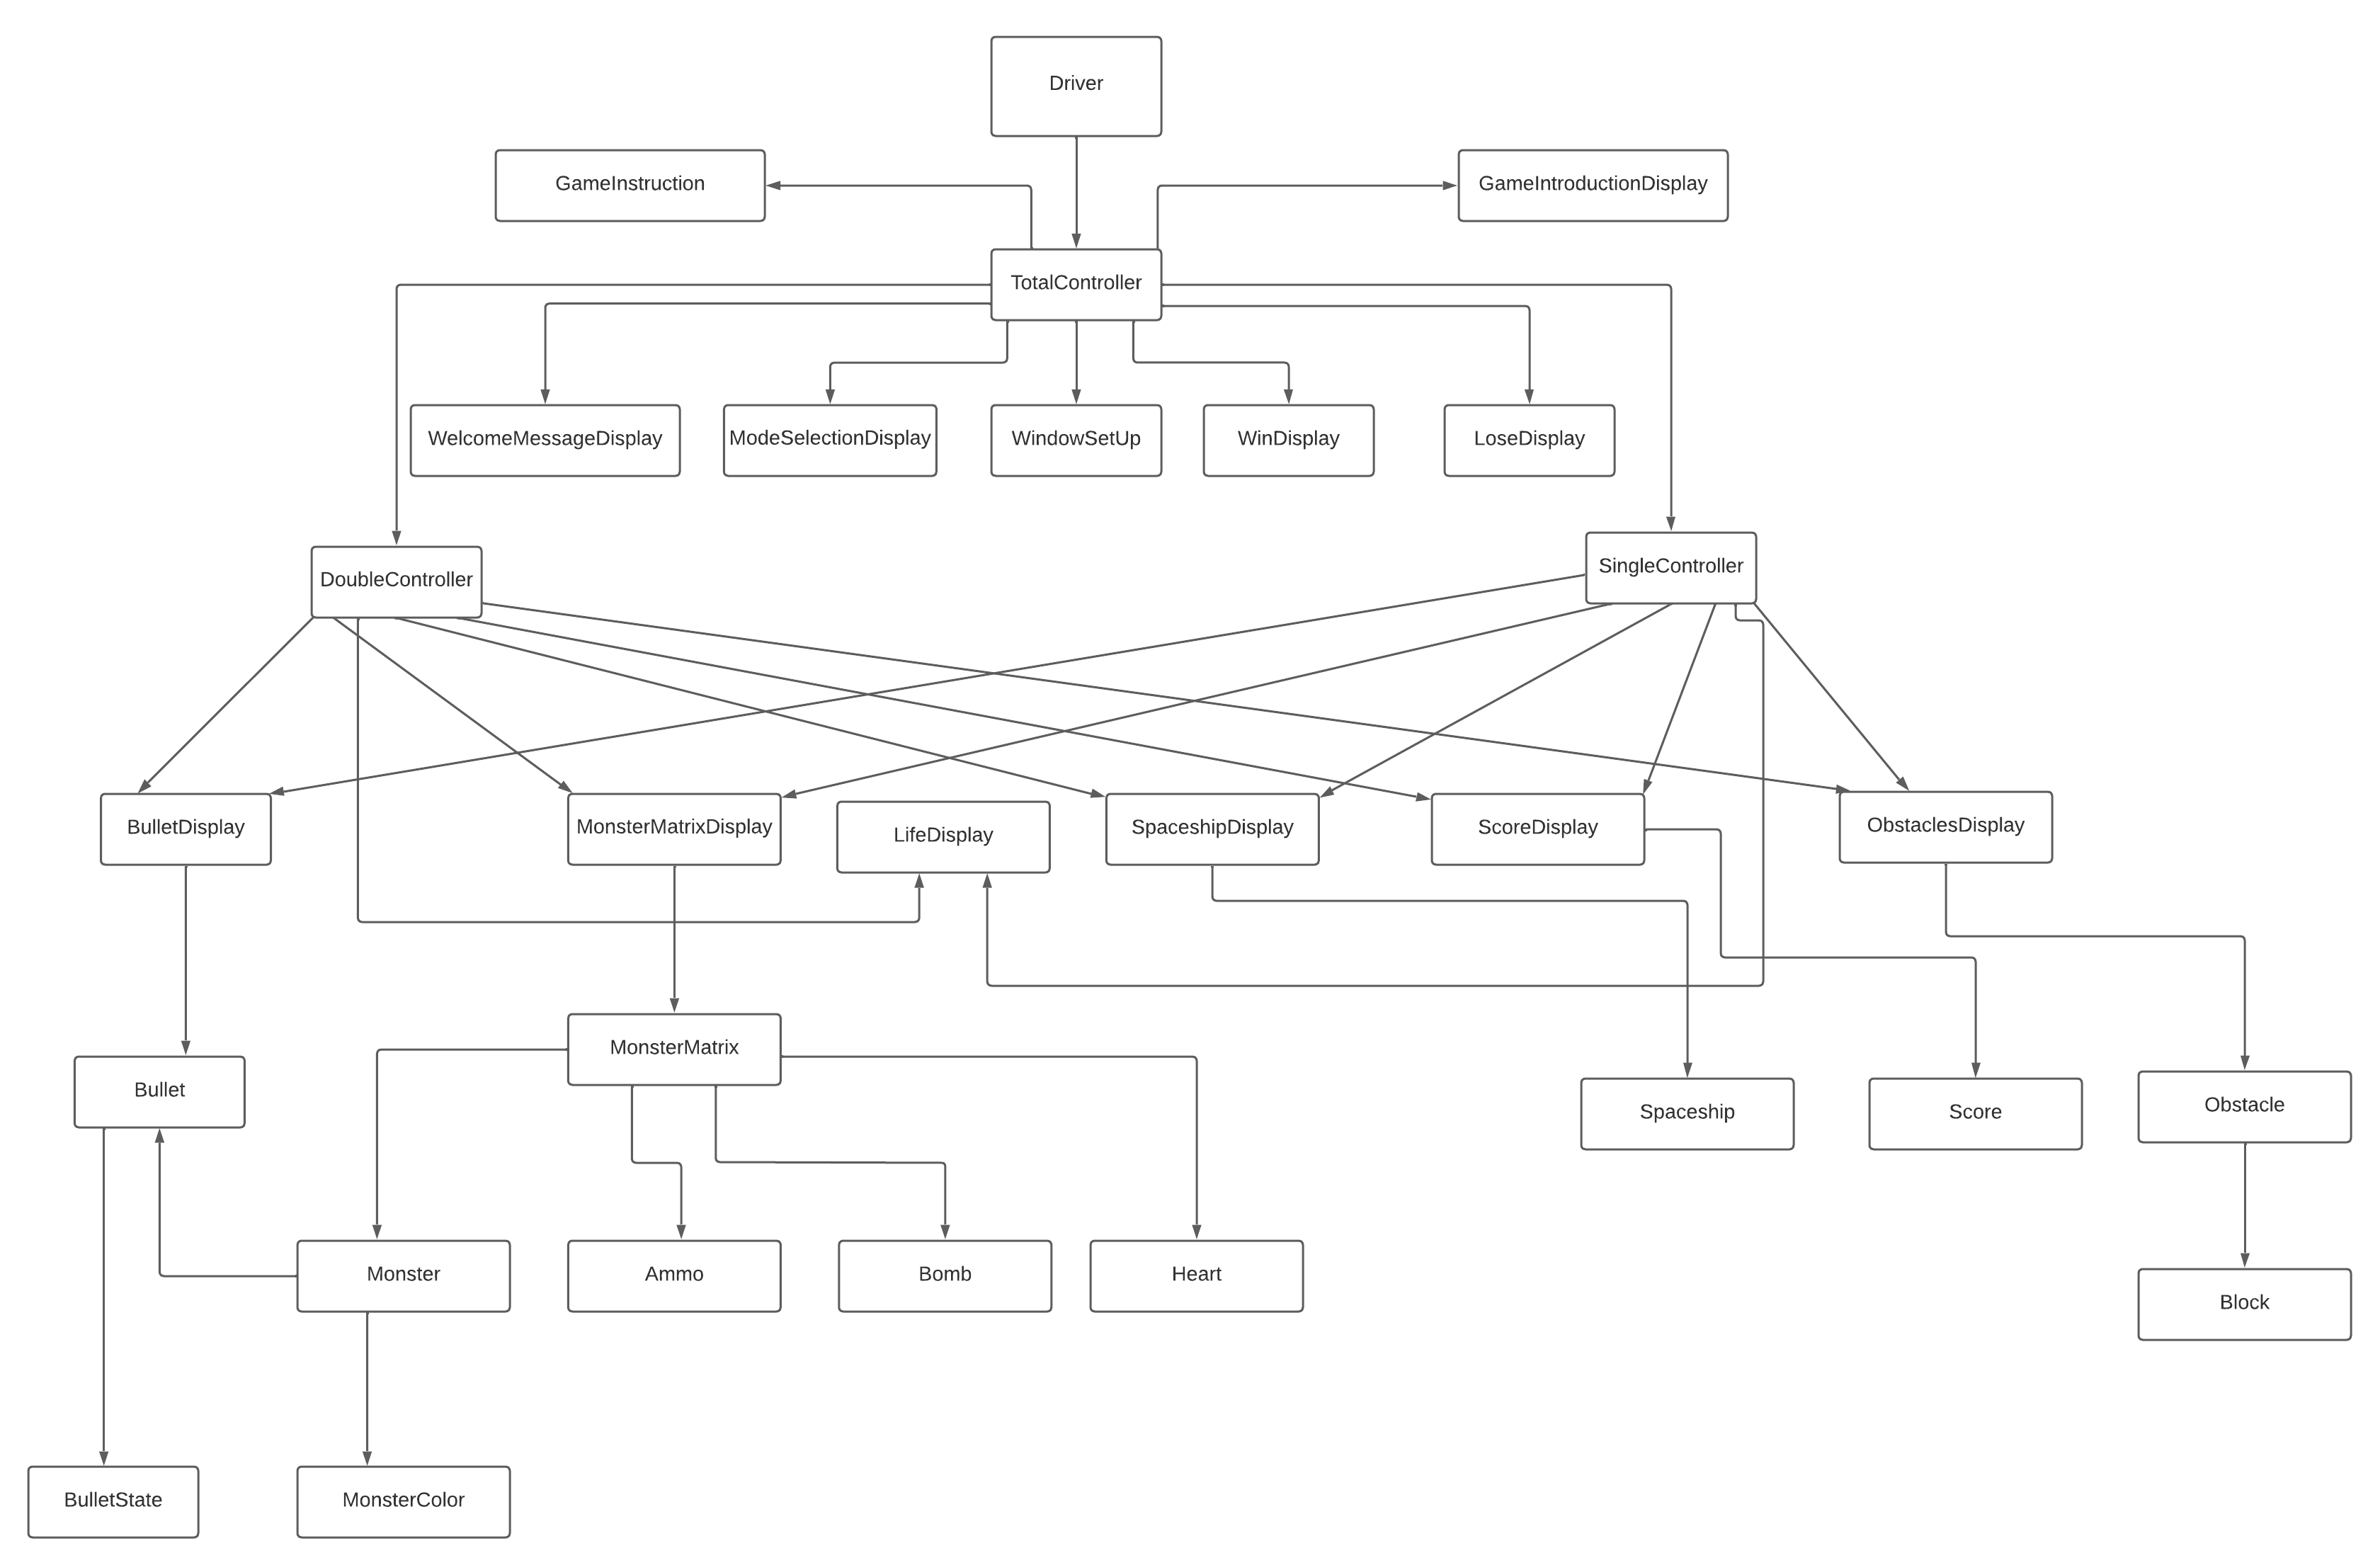 Driver
GameInstruction
GameIntroductionDisplay
TotalController
WelcomeMessageDisplay
ModeSelectionDisplay
WindowSetUp
WinDisplay
LoseDisplay
DoubleController
SingleController
BulletDisplay
MonsterMatrixDisplay
LifeDisplay
SpaceshipDisplay
ScoreDisplay
ObstaclesDisplay
MonsterMatrix
Bullet
Spaceship
Score
Obstacle
Monster
Ammo
Bomb
Heart
Block
BulletState
MonsterColor